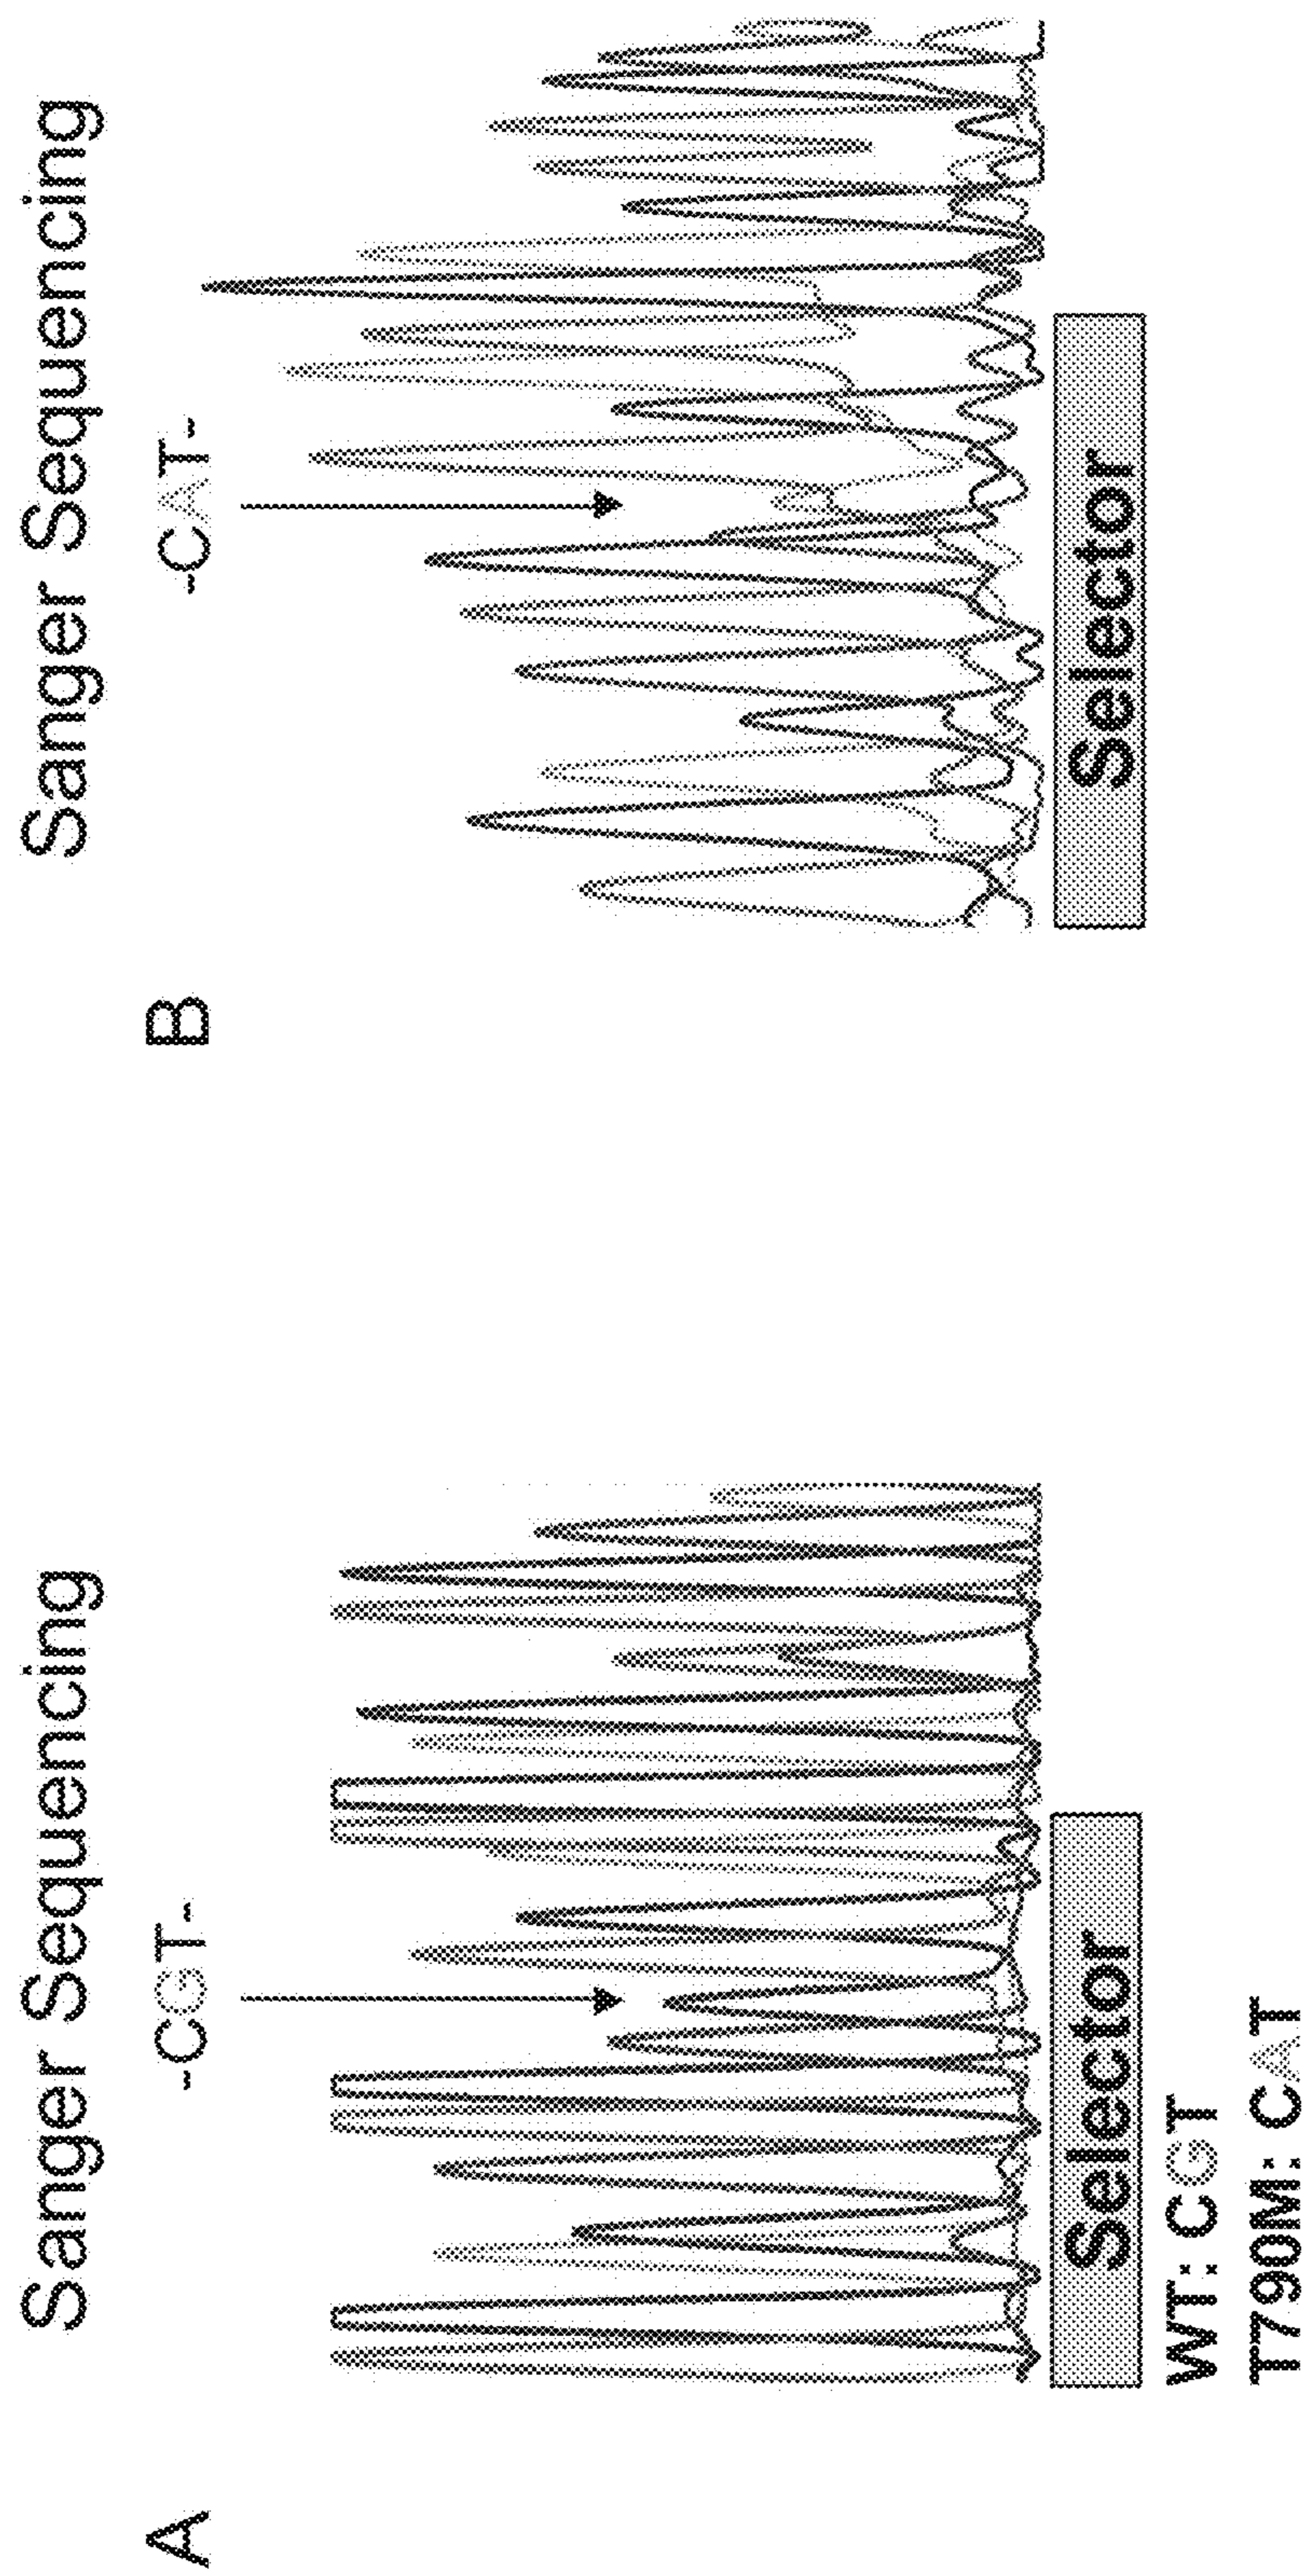 A
Sanger Sequencing
-CGT-
Selector
WT: CGT
T790M: CAT
B
Sanger Sequencing
-CAT-
Selector